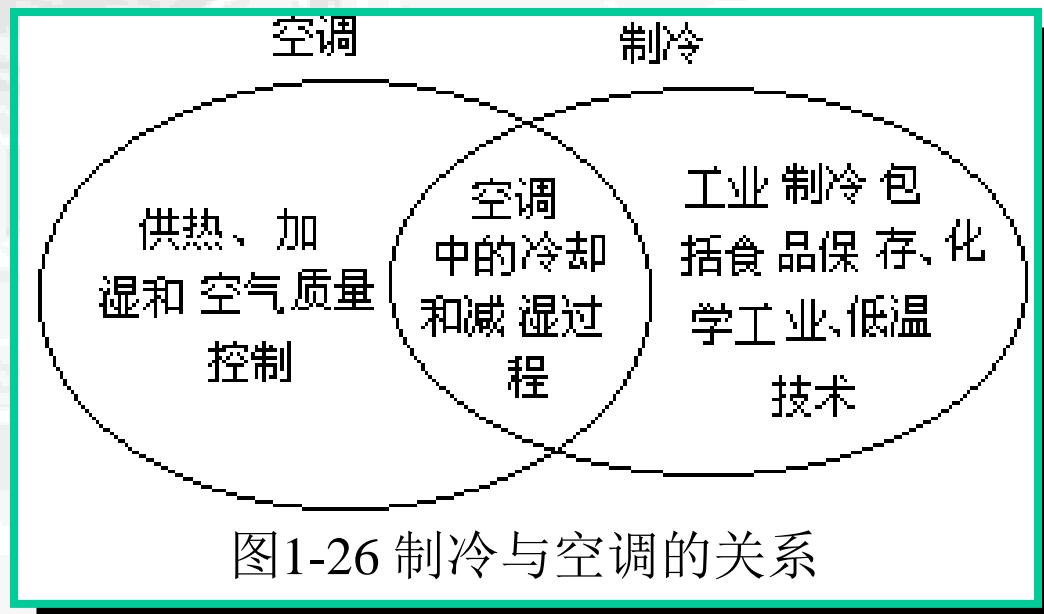 空调
制冷
供热、加
湿和 空气质量
控制
空调
中的冷却
和减 湿过
程
工业 制冷 包
括食 品保 存、化
学工 业、低温
技术
图1-26 制冷与空调的关系